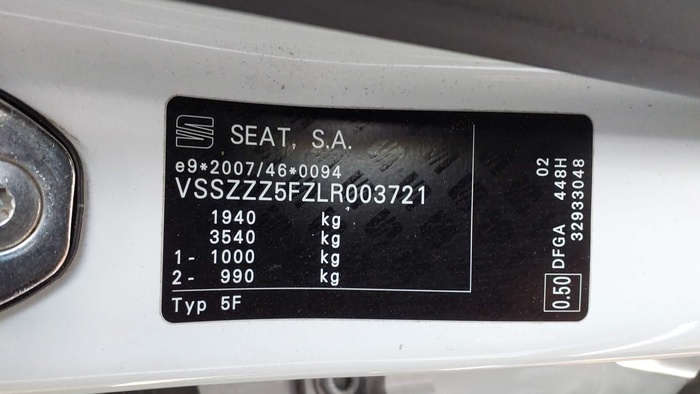 SEAT, S.A.
e9*2007/46*0094
VSSZZZ5FZLR003721
1940 kg
3540 kg
1- 1000 kg
2- 990 kg
Typ 5F
02
448H
32933048
0.50 DFGA